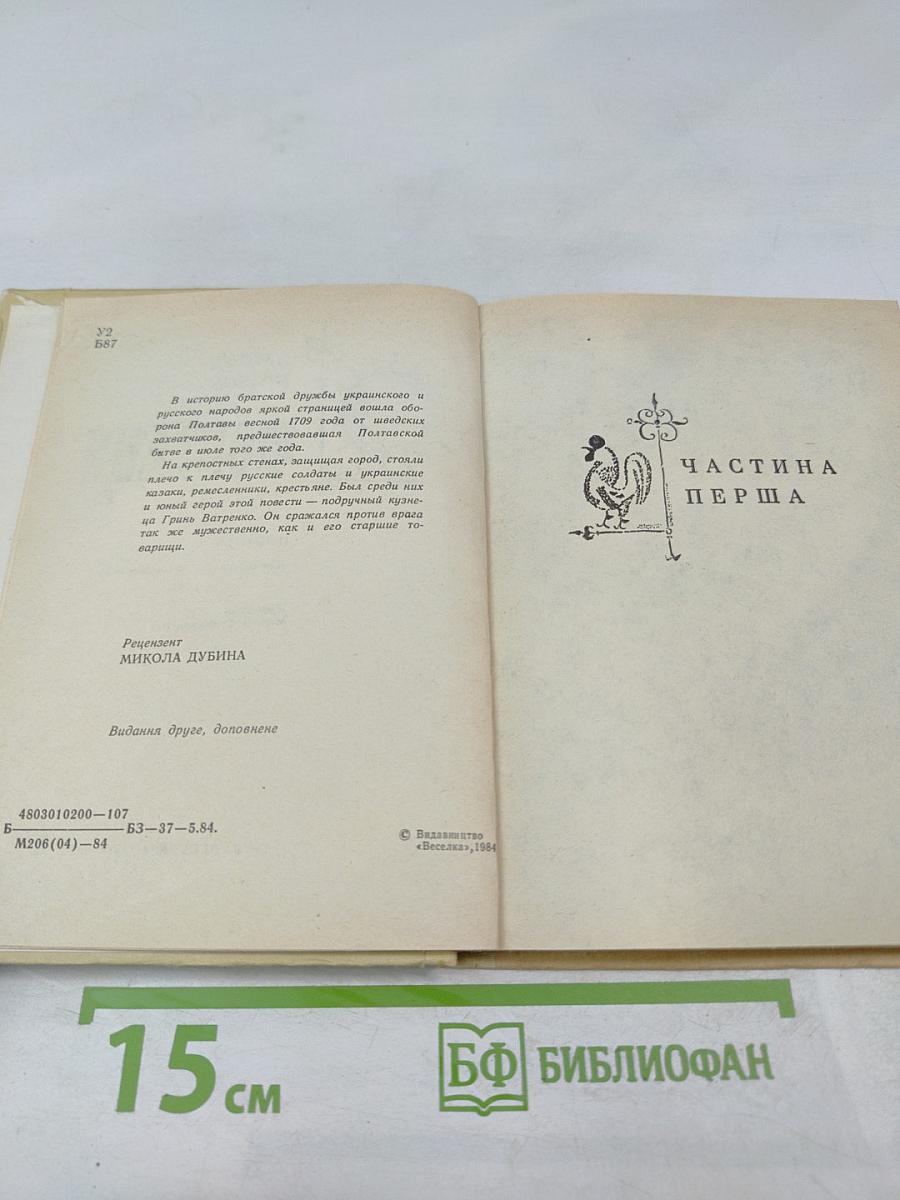 У2
Б87
В историю братской дружбы украинского и
русского народов яркой страницей вошла обо-
рона Полтавы весной 1709 года от шведских
захватчиков, предшествовавшая Полтавской
битве в июле того же года.
На крепостных стенах, защищая город, стояли
плечо к плечу русские солдаты и украинские
казаки, ремесленники, крестьяне. Был среди них
и юный герой этой повести — подручный кузне-
ца Гринь Ватренко. Он сражался против врага
так же мужественно, как и его старшие то-
варищи.
Рецензент
МИКОЛА ДУБИНА
Видання друге, доповнене
4803010200—107
Б———БЗ—37—5.84.
М206(04)—84
© Видавництво
«Веселка», 1984
ЧАСТИНА
ПЕРША
15 см
БФ БИБЛИОФАН